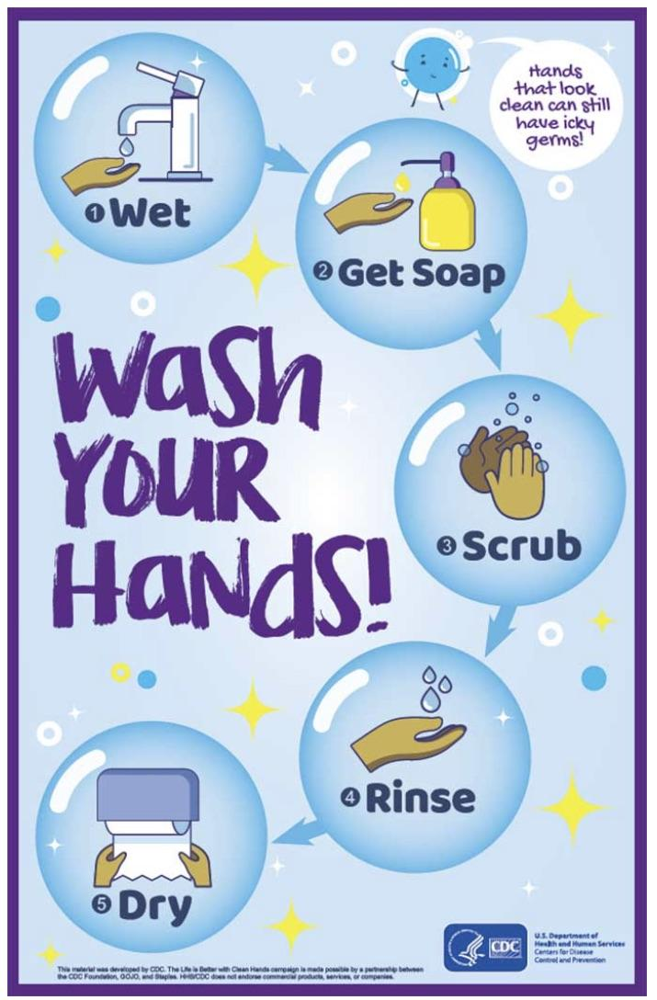 Hands
that look
clean can still
have icky
germs!
1 Wet
2 Get Soap
Wash
Your
Hands!
3 Scrub
4 Rinse
5 Dry
CDC
U.S. Department of
Health and Human Services
Centers for Disease
Control and Prevention
This material was developed by CDC. The Life is Better with Clean Hands campaign is made possible by a partnership between
the CDC Foundation, GOJO, and Staples. HHS/CDC does not endorse commercial products, services, or companies.